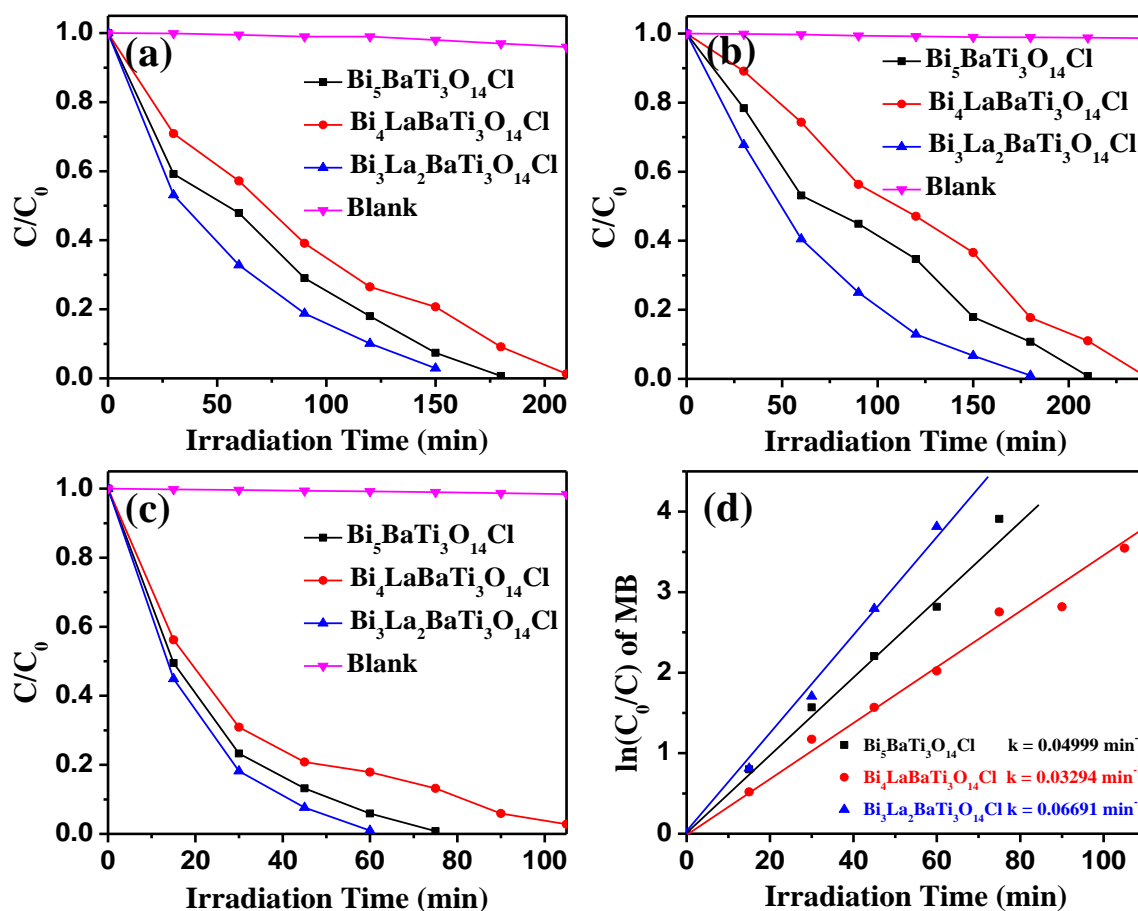 (a)
Bi₅BaTi₃O₁₄Cl
Bi₄LaBaTi₃O₁₄Cl
Bi₃La₂BaTi₃O₁₄Cl
Blank
C/C₀
1.0
0.8
0.6
0.4
0.2
0.0
0 50 100 150 200
Irradiation Time (min)
(b)
Bi₅BaTi₃O₁₄Cl
Bi₄LaBaTi₃O₁₄Cl
Bi₃La₂BaTi₃O₁₄Cl
Blank
C/C₀
1.0
0.8
0.6
0.4
0.2
0.0
0 50 100 150 200
Irradiation Time (min)
(c)
Bi₅BaTi₃O₁₄Cl
Bi₄LaBaTi₃O₁₄Cl
Bi₃La₂BaTi₃O₁₄Cl
Blank
C/C₀
1.0
0.8
0.6
0.4
0.2
0.0
0 20 40 60 80 100
Irradiation Time (min)
(d)
ln(C₀/C) of MB
4
3
2
1
0
Bi₅BaTi₃O₁₄Cl k = 0.04999 min⁻
Bi₄LaBaTi₃O₁₄Cl k = 0.03294 min⁻
Bi₃La₂BaTi₃O₁₄Cl k = 0.06691 min⁻
0 20 40 60 80 100
Irradiation Time (min)